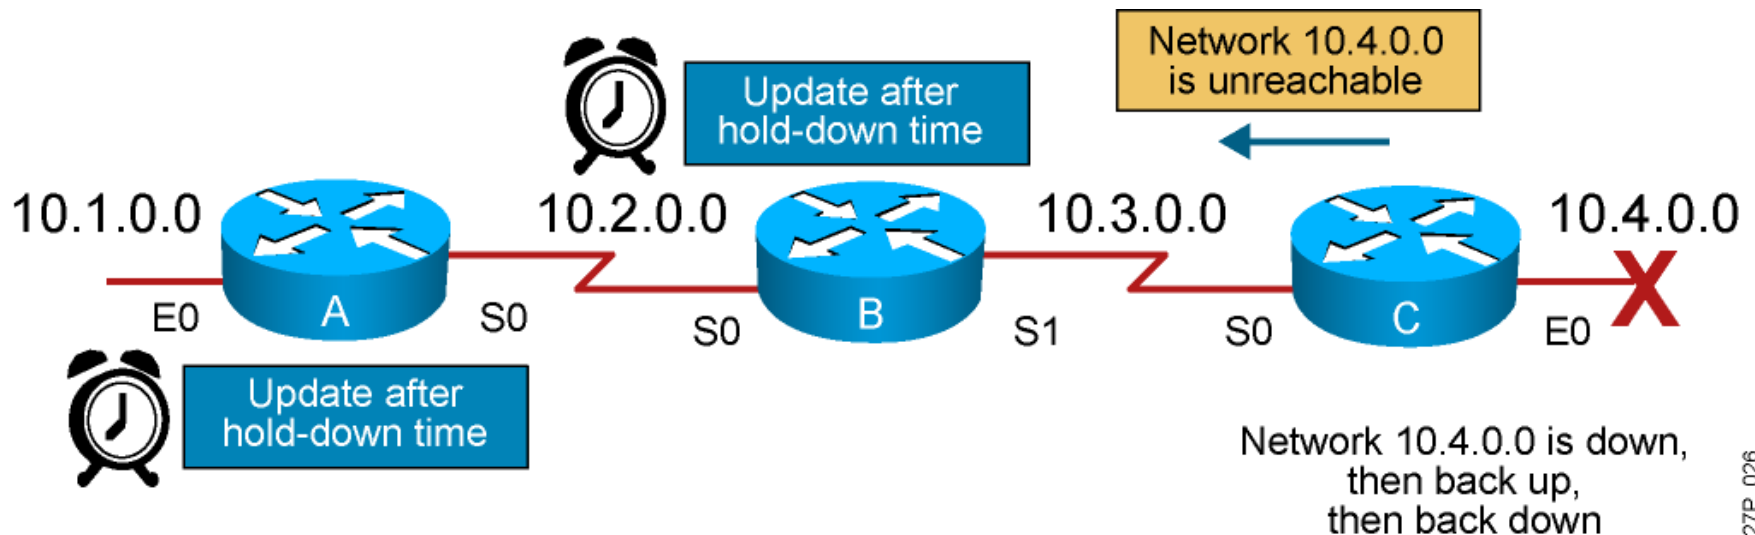 Network 10.4.0.0
is unreachable
Update after
hold-down time
10.1.0.0
10.2.0.0
10.3.0.0
10.4.0.0
A
B
C
E0
S0
S0
S1
S0
E0
Update after
hold-down time
Network 10.4.0.0 is down,
then back up,
then back down
27P_026